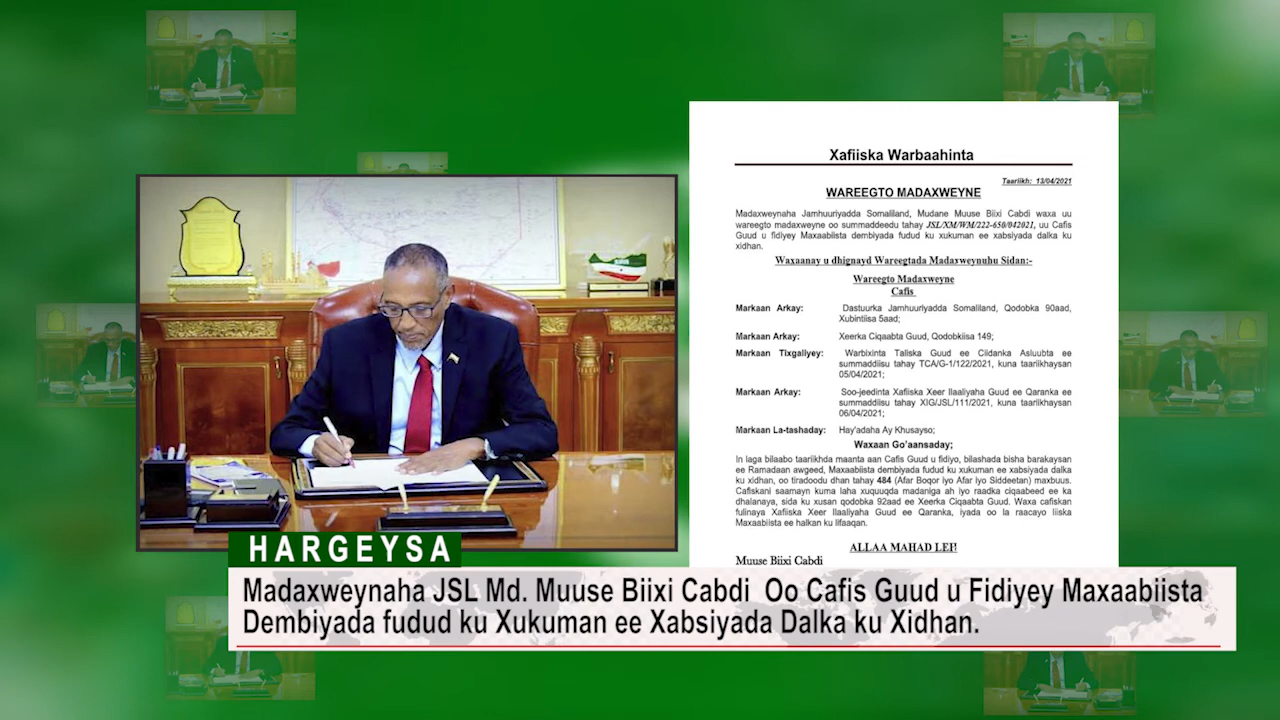 Xafiiska Warbaahinta
Taariikh: 13/04/2021
WAREEGTO MADAXWEYNE
Madaxweynaha Jamhuuriyadda Somaliland, Mudane Muuse Biixi Cabdi waxa uu
wareegto madaxweyne oo summaddeedu tahay JSL/XM/WM/222-650/042021, uu Cafis
Guud u fidiyey Maxaabiista dembiyada fudud ku xukuman ee xabsiyada dalka ku
xidhan.
Waxaanay u dhignayd Wareegtada Madaxweynuhu Sidan:-
Wareegto Madaxweyne
Cafis
Markaan Arkay: Dastuurka Jamhuuriyadda Somaliland, Qodobka 90aad,
Xubintiisa 5aad;
Markaan Arkay: Xeerka Ciqaabta Guud, Qodobkiisa 149;
Markaan Tixgaliyey: Warbixinta Taliska Guud ee Ciidanka Asluubta ee
summaddiisu tahay TCA/G-1/122/2021, kuna taariikhaysan
05/04/2021;
Markaan Arkay: Soo-jeedinta Xafiiska Xeer Ilaaliyaha Guud ee Qaranka ee
summaddiisu tahay XIG/JSL/111/2021, kuna taariikhaysan
06/04/2021;
Markaan La-tashaday: Hay'adaha Ay Khusayso;
Waxaan Go'aansaday;
In laga bilaabo taariikhda maanta aan Cafis Guud u fidiyo, bilashada bisha barakaysan
ee Ramadaan awgeed, Maxaabiista dembiyada fudud ku xukuman ee xabsiyada dalka
ku xidhan, oo tiradoodu dhan tahay 484 (Afar Boqor Iyo Afar Iyo Siddeetan) maxbuus.
Cafiskani saamayn kuma laha xuquuqda madaniga ah iyo raadka ciqaabeed ee ka
dhalanaya, sida ku xusan qodobka 92aad ee Xeerka Ciqaabta Guud. Waxa cafiskan
fulinaya Xafiiska Xeer Ilaaliyaha Guud ee Qaranka, iyada oo la raacayo liiska
Maxaabiista ee halkan ku lifaaqan.
ALLAA MAHAD LEH
Muuse Biixi Cabdi
HARGEYSA
Madaxweynaha JSL Md. Muuse Biixi Cabdi Oo Cafis Guud u Fidiyey Maxaabiista
Dembiyada fudud ku Xukuman ee Xabsiyada Dalka ku Xidhan.